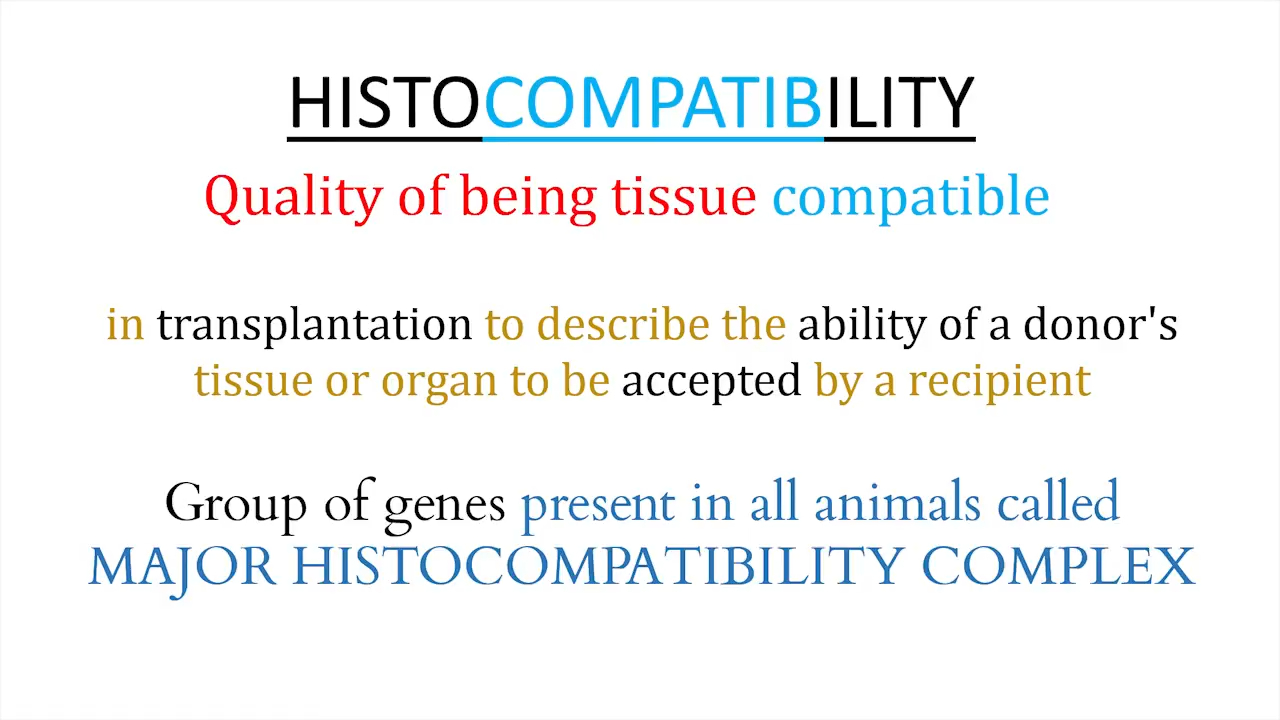 HISTOCOMPATIBILITY
Quality of being tissue compatible
in transplantation to describe the ability of a donor's
tissue or organ to be accepted by a recipient
Group of genes present in all animals called
MAJOR HISTOCOMPATIBILITY COMPLEX